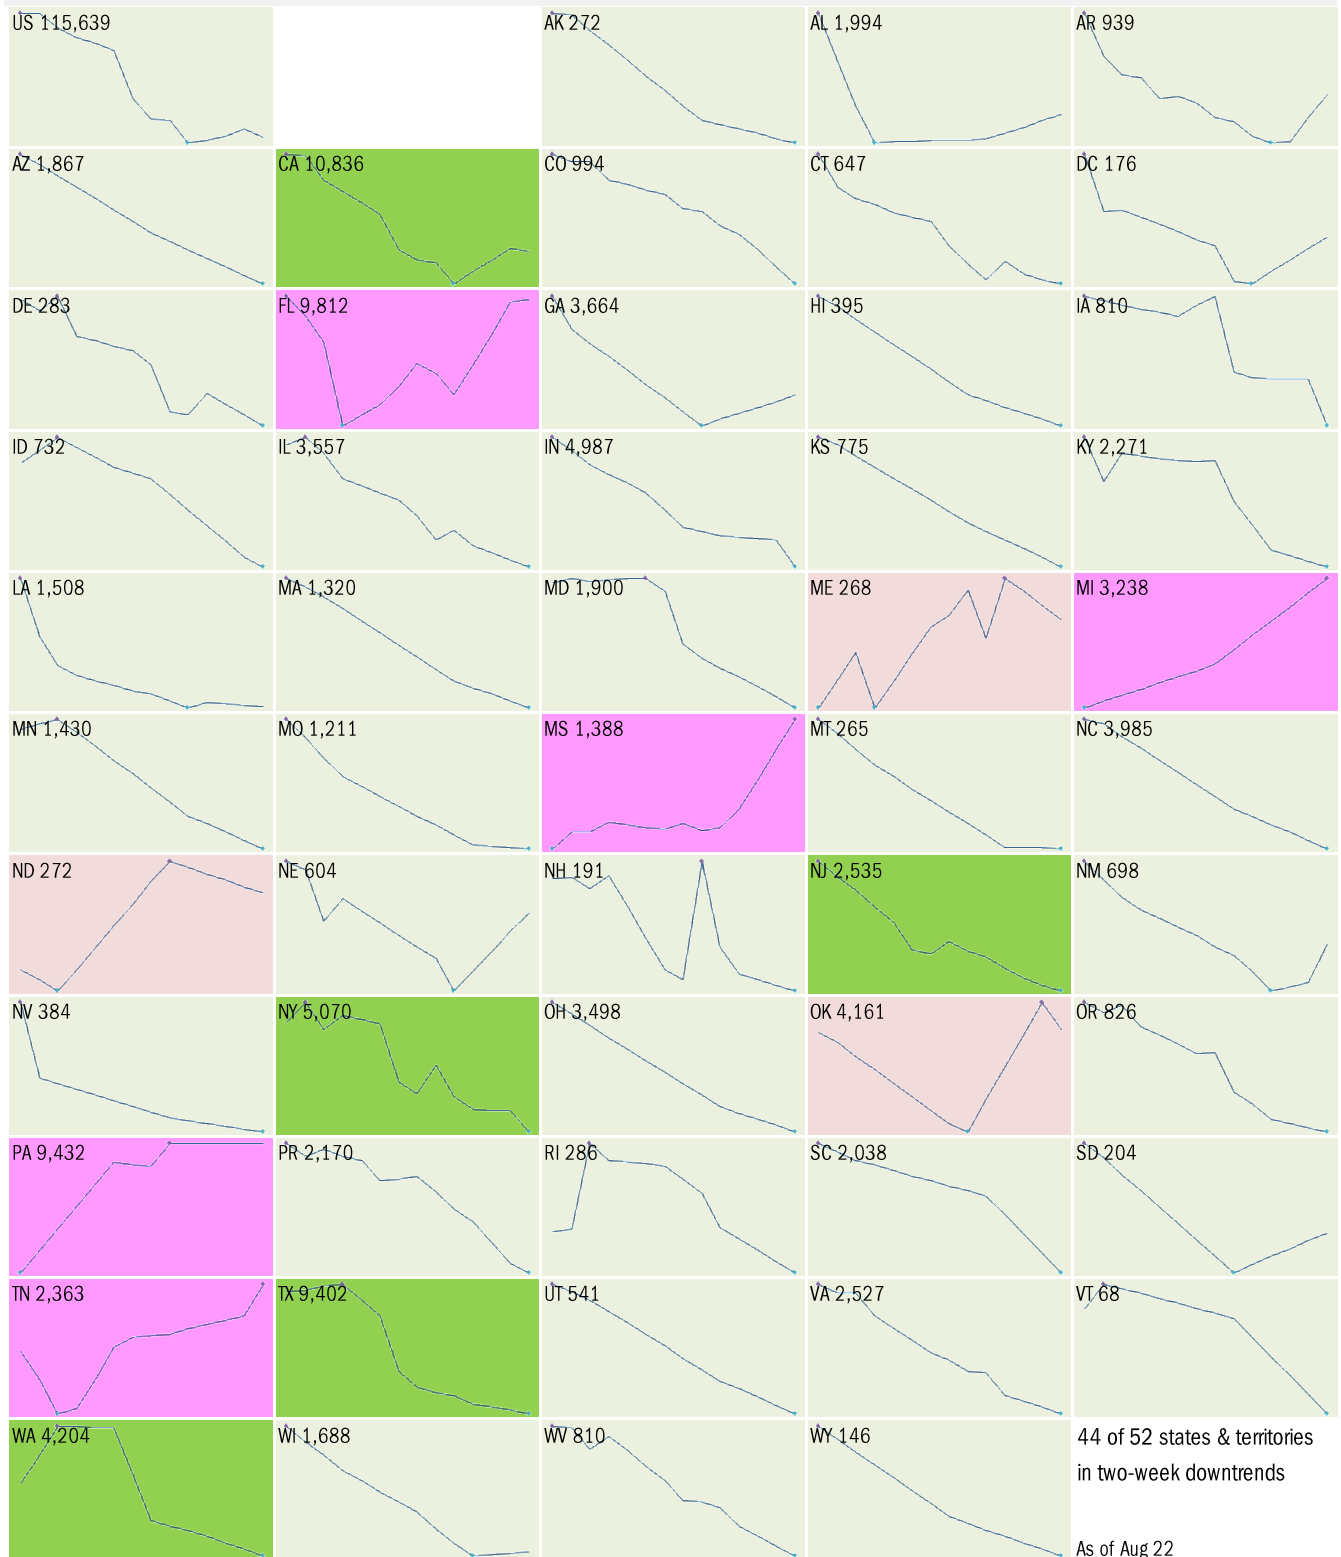 US 115,639
AK 272
AL 1,994
AR 939
AZ 1,867
CA 10,836
CO 994
CT 647
DC 176
DE 283
FL 9,812
GA 3,664
HI 395
IA 810
ID 732
IL 3,557
IN 4,987
KS 775
KY 2,271
LA 1,508
MA 1,320
MD 1,900
ME 268
MI 3,238
MN 1,430
MO 1,211
MS 1,388
MT 265
NC 3,985
ND 272
NE 604
NH 191
NJ 2,535
NM 698
NV 384
NY 5,070
OH 3,498
OK 4,161
OR 826
PA 9,432
PR 2,170
RI 286
SC 2,038
SD 204
TN 2,363
TX 9,402
UT 541
VA 2,527
VT 68
WA 4,204
WI 1,688
WV 810
WY 146
44 of 52 states & territories
in two-week downtrends
As of Aug 22